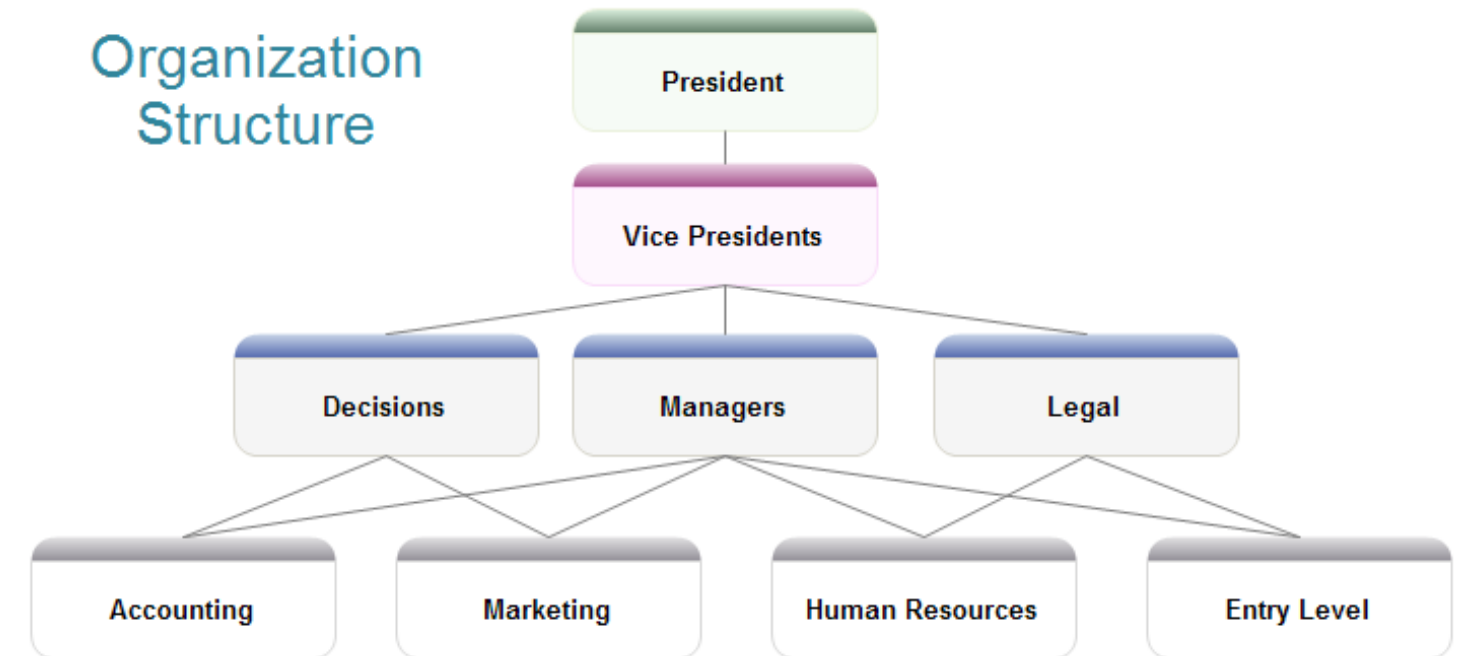 Organization
Structure
President
Vice Presidents
Decisions
Managers
Legal
Accounting
Marketing
Human Resources
Entry Level